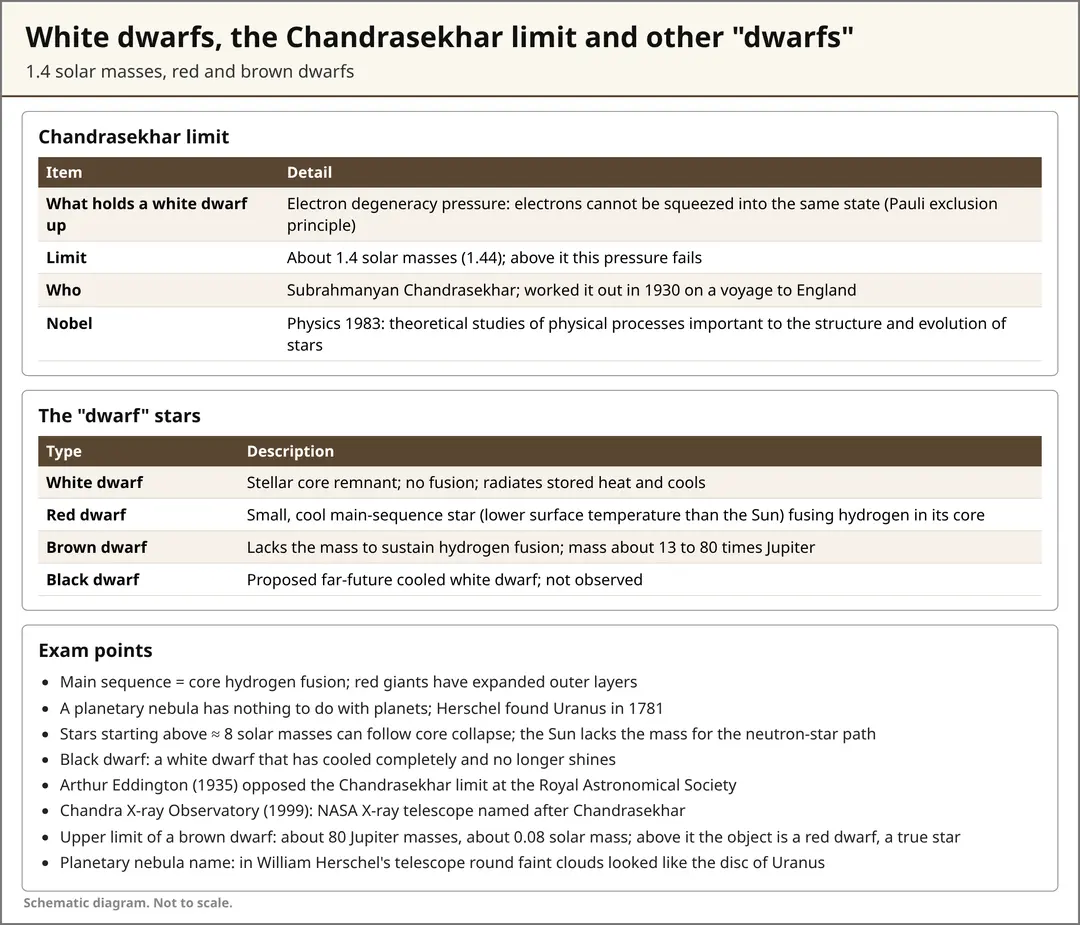 White dwarfs, the Chandrasekhar limit and other "dwarfs"
1.4 solar masses, red and brown dwarfs
Chandrasekhar limit
Item Detail
What holds a white dwarf up Electron degeneracy pressure: electrons cannot be squeezed into the same state (Pauli exclusion principle)
Limit About 1.4 solar masses (1.44); above it this pressure fails
Who Subrahmanyan Chandrasekhar; worked it out in 1930 on a voyage to England
Nobel Physics 1983: theoretical studies of physical processes important to the structure and evolution of stars
The "dwarf" stars
Type Description
White dwarf Stellar core remnant; no fusion; radiates stored heat and cools
Red dwarf Small, cool main-sequence star (lower surface temperature than the Sun) fusing hydrogen in its core
Brown dwarf Lacks the mass to sustain hydrogen fusion; mass about 13 to 80 times Jupiter
Black dwarf Proposed far-future cooled white dwarf; not observed
Exam points
• Main sequence = core hydrogen fusion; red giants have expanded outer layers
• A planetary nebula has nothing to do with planets; Herschel found Uranus in 1781
• Stars starting above ≈ 8 solar masses can follow core collapse; the Sun lacks the mass for the neutron-star path
• Black dwarf: a white dwarf that has cooled completely and no longer shines
• Arthur Eddington (1935) opposed the Chandrasekhar limit at the Royal Astronomical Society
• Chandra X-ray Observatory (1999): NASA X-ray telescope named after Chandrasekhar
• Upper limit of a brown dwarf: about 80 Jupiter masses, about 0.08 solar mass; above it the object is a red dwarf, a true star
• Planetary nebula name: in William Herschel's telescope round faint clouds looked like the disc of Uranus
Schematic diagram. Not to scale.